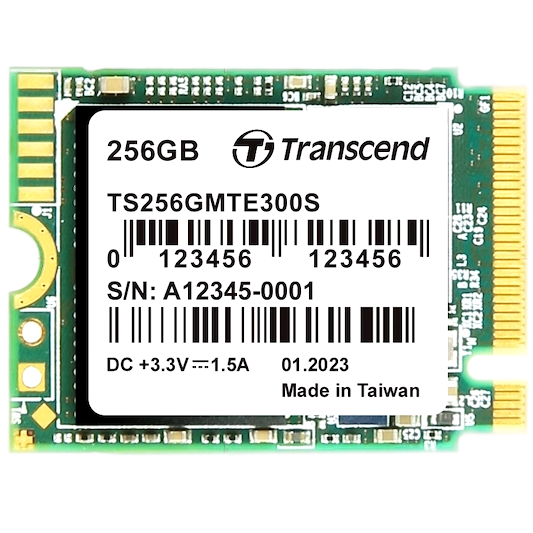 256GB Transcend
TS256GMTE300S
0 123456 123456
S/N: A12345-0001
DC +3.3V⎓1.5A 01.2023
Made in Taiwan